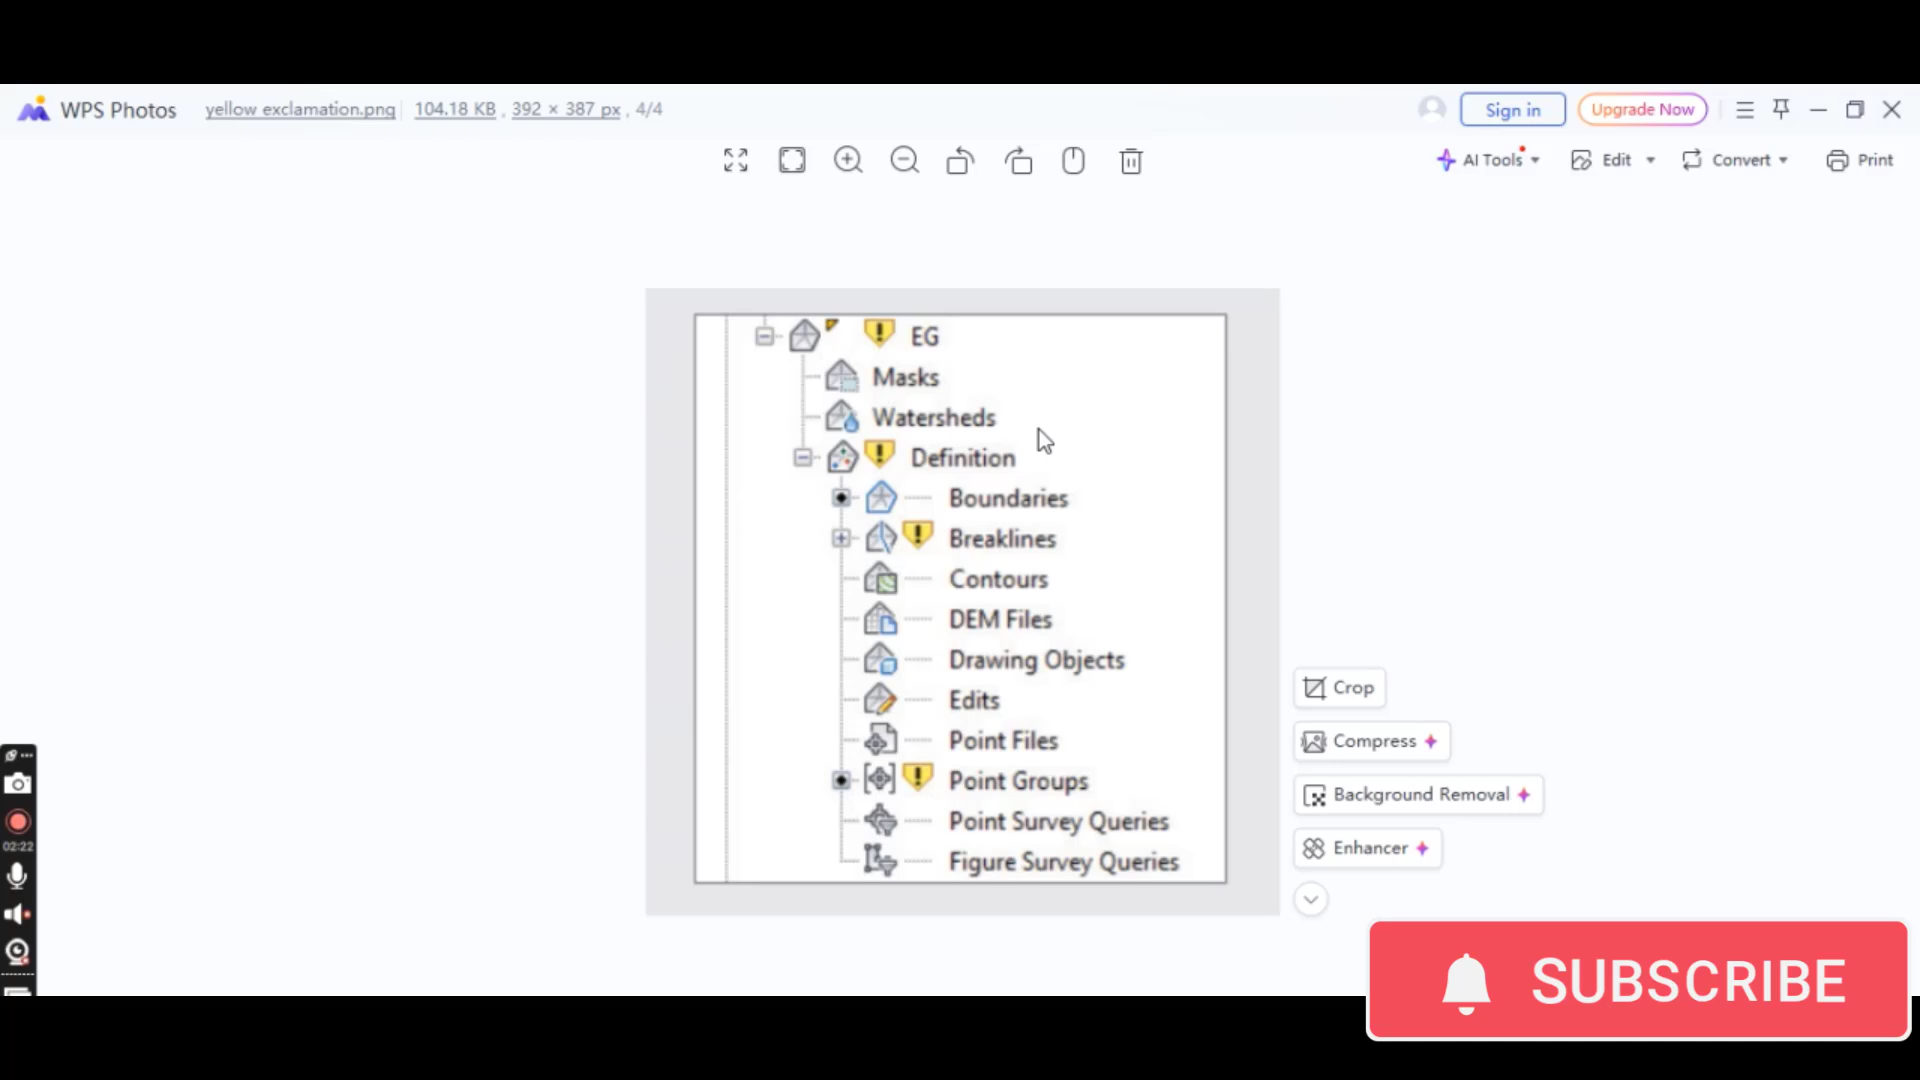 WPS Photos yellow exclamation.png 104.18 KB , 392 × 387 px , 4/4 Sign in Upgrade Now
AI Tools Edit Convert Print
EG
Masks
Watersheds
Definition
Boundaries
Breaklines
Contours
DEM Files
Drawing Objects
Edits
Point Files
Point Groups
Point Survey Queries
Figure Survey Queries
Crop
Compress
Background Removal
Enhancer
02:22
SUBSCRIBE